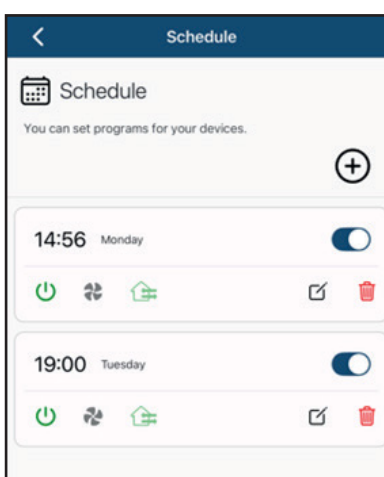 Schedule
Schedule
You can set programs for your devices.
14:56 Monday
19:00 Tuesday